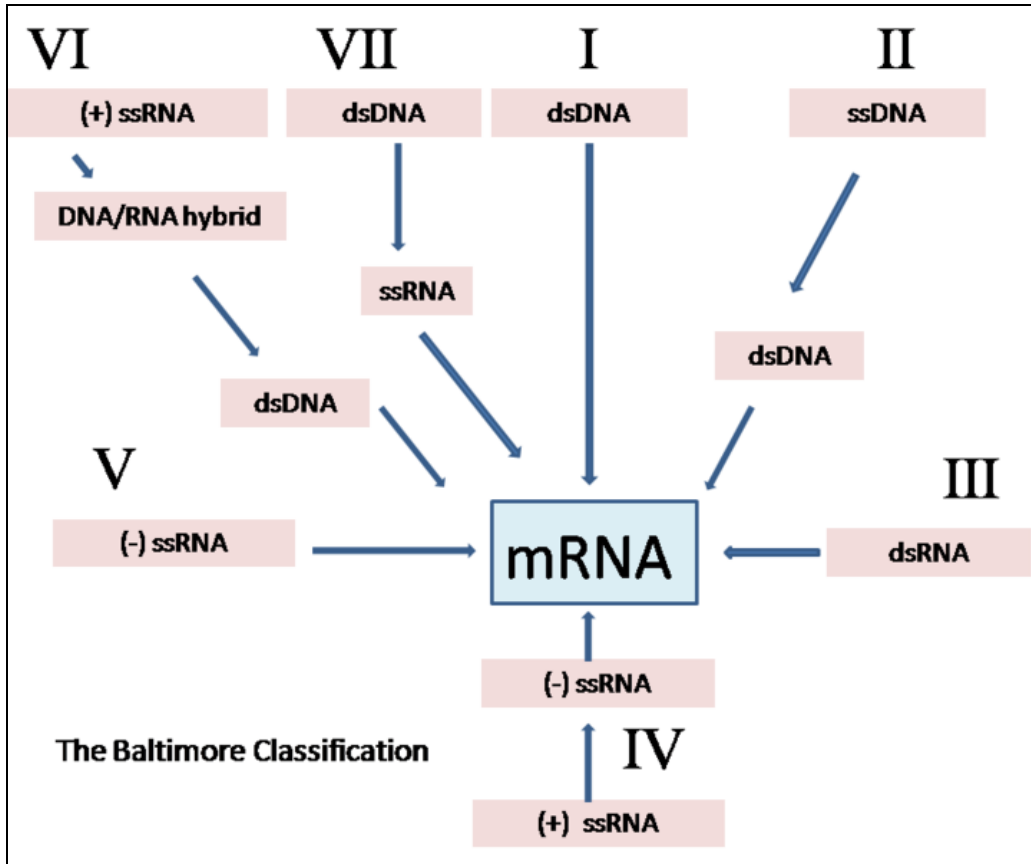 VI
VII
I
II
(+) ssRNA
dsDNA
dsDNA
ssDNA
DNA/RNA hybrid
ssRNA
dsDNA
dsDNA
V
III
(-) ssRNA
mRNA
dsRNA
(-) ssRNA
The Baltimore Classification
IV
(+) ssRNA